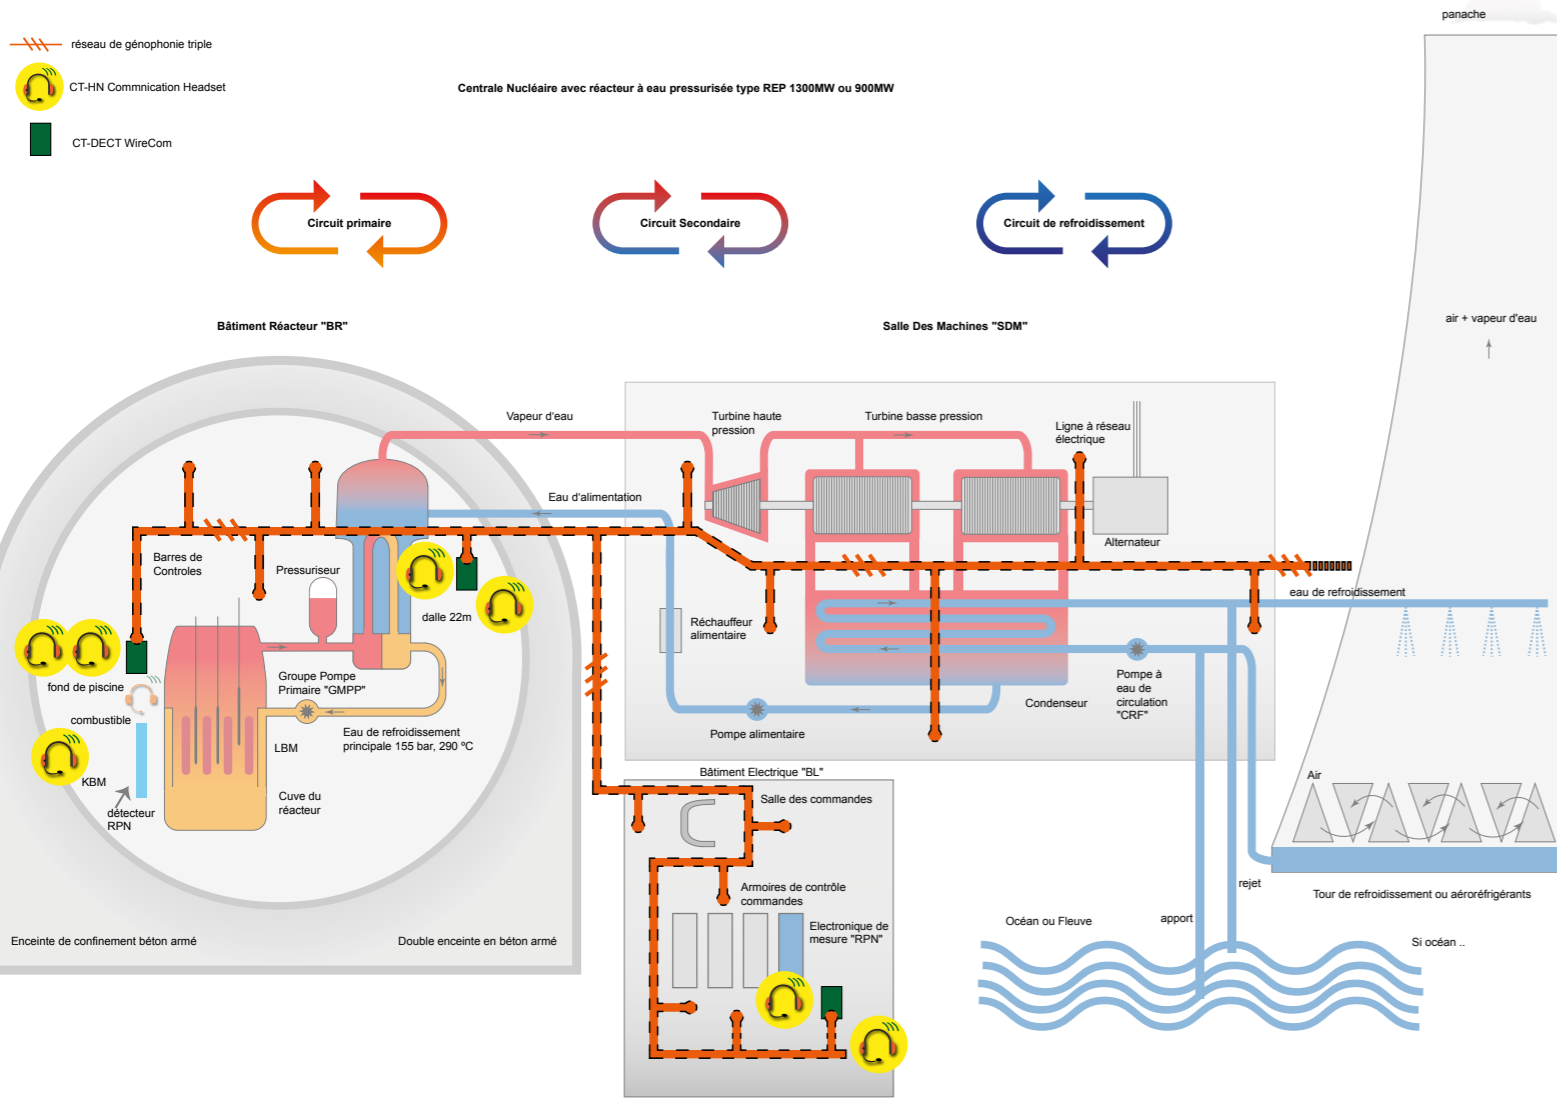 panache
réseau de génophonie triple
CT-HN Commnication Headset
Centrale Nucléaire avec réacteur à eau pressurisée type REP 1300MW ou 900MW
CT-DECT WireCom
Circuit primaire
Circuit Secondaire
Circuit de refroidissement
Bâtiment Réacteur "BR"
Salle Des Machines "SDM"
air + vapeur d'eau
Vapeur d'eau
Turbine haute
pression
Turbine basse pression
Ligne à réseau
électrique
Eau d'alimentation
Alternateur
Barres de
Controles
Pressuriseur
dalle 22m
eau de refroidissement
Réchauffeur
alimentaire
fond de piscine
Groupe Pompe
Primaire "GMPP"
Pompe à
eau de
circulation
"CRF"
Condenseur
combustible
Eau de refroidissement
principale 155 bar, 290 ºC
Pompe alimentaire
LBM
KBM
Cuve du
réacteur
détecteur
RPN
Bâtiment Electrique "BL"
Salle des commandes
Air
Armoires de contrôle
commandes
Electronique de
mesure "RPN"
rejet
Tour de refroidissement ou aéroréfrigérants
apport
Océan ou Fleuve
Si océan ..
Enceinte de confinement béton armé
Double enceinte en béton armé